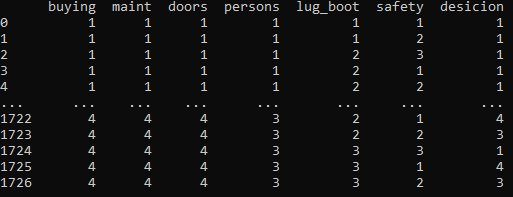 buying maint doors persons lug_boot safety desicion
0 1 1 1 1 1 1 1
1 1 1 1 1 1 2 1
2 1 1 1 1 2 3 1
3 1 1 1 1 2 1 1
4 1 1 1 1 2 2 1
... ... ... ... ... ... ... ...
1722 4 4 4 3 2 1 4
1723 4 4 4 3 2 2 3
1724 4 4 4 3 3 3 1
1725 4 4 4 3 3 1 4
1726 4 4 4 3 3 2 3